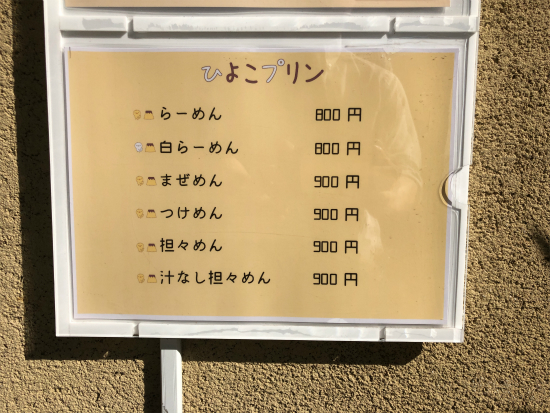 ひよこプリン
らーめん 800 円
白らーめん 800 円
まぜめん 900 円
つけめん 900 円
担々めん 900 円
汁なし担々めん 900 円